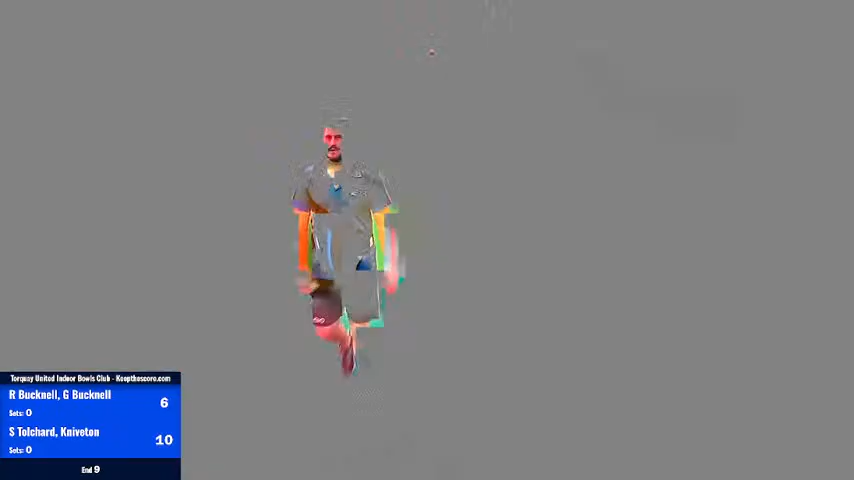 Torquay United Indoor Bowls Club - Keepthescore.com
R Bucknell, G Bucknell 6
Sets: 0
S Tolchard, Kniveton 10
Sets: 0
End 9